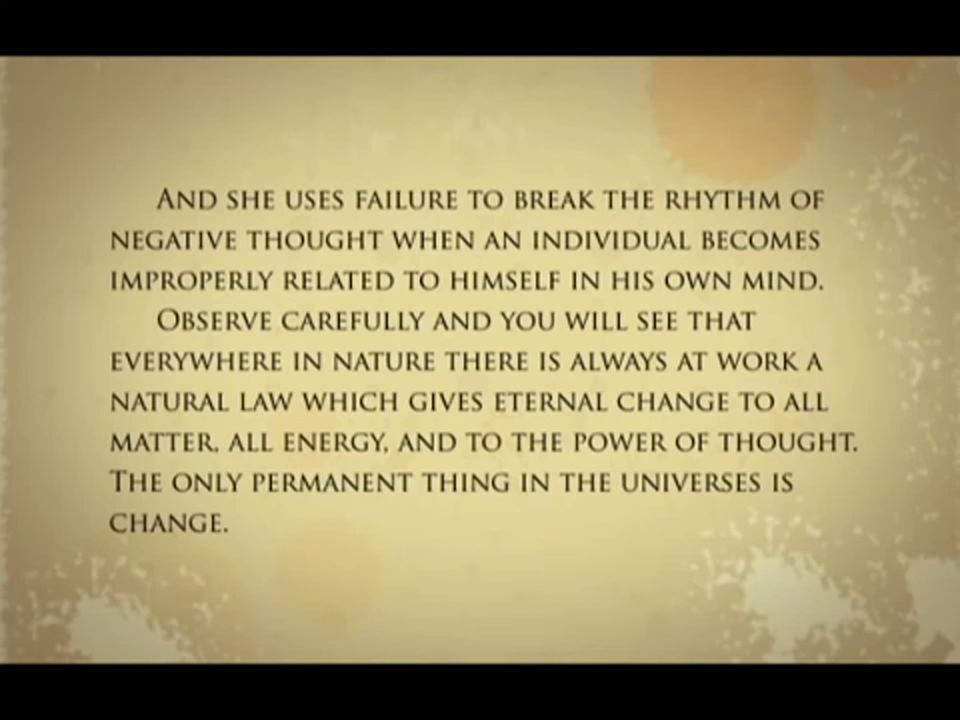 And she uses failure to break the rhythm of
negative thought when an individual becomes
improperly related to himself in his own mind.
Observe carefully and you will see that
everywhere in nature there is always at work a
natural law which gives eternal change to all
matter, all energy, and to the power of thought.
The only permanent thing in the universes is
change.